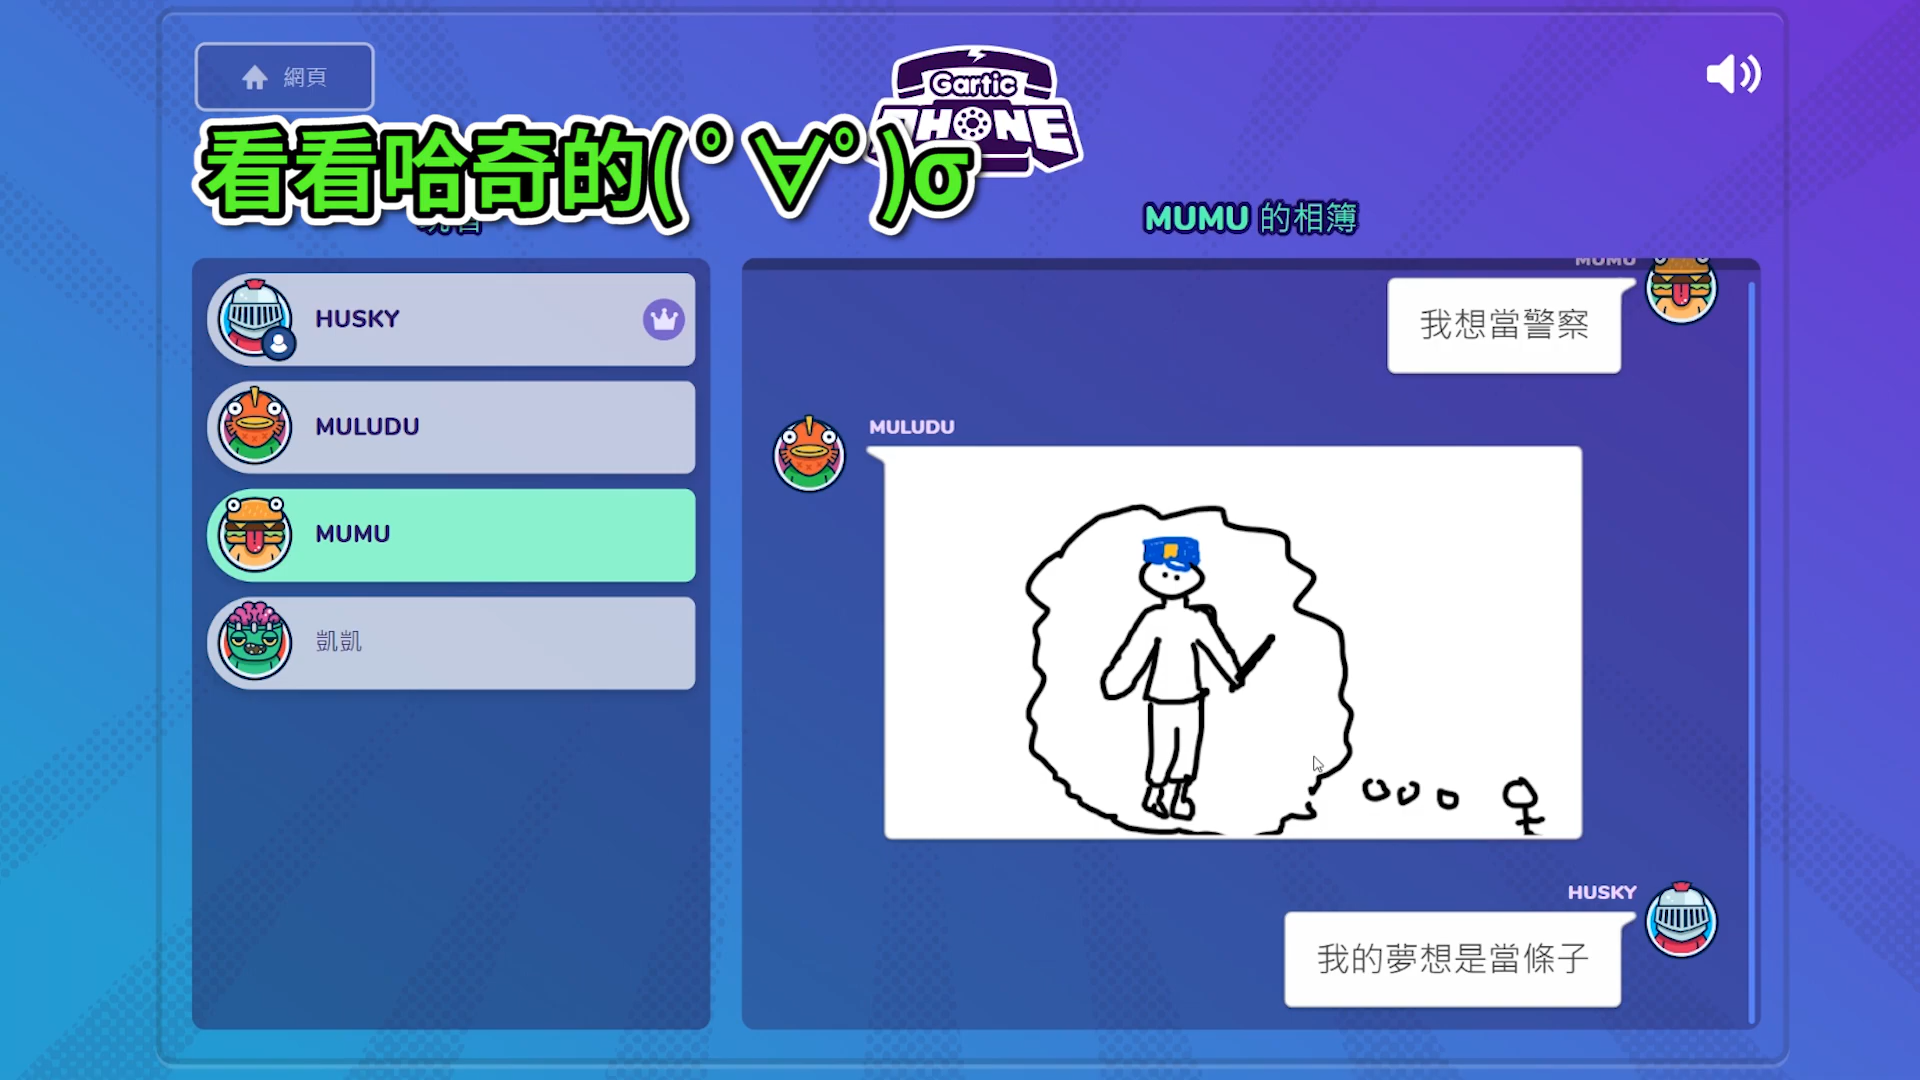 網頁
Gartic
PHONE
看看哈奇的(ﾟ∀ﾟ)σ
MUMU 的相簿
HUSKY
MULUDU
MUMU
凱凱
MUMU
我想當警察
MULUDU
HUSKY
我的夢想是當條子